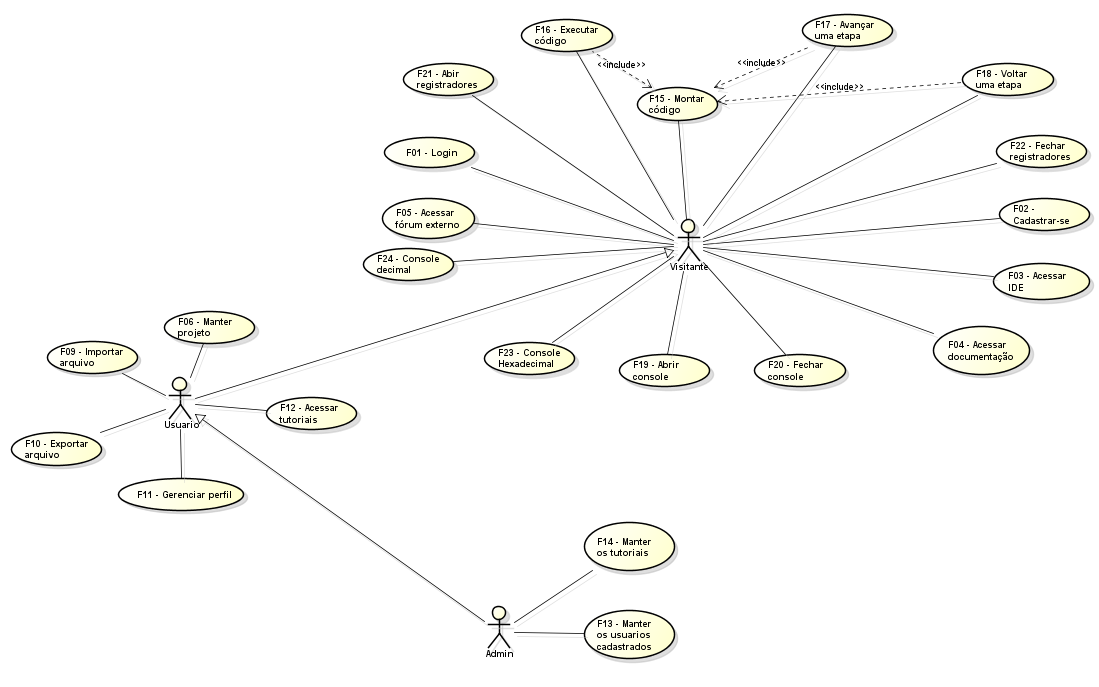 F16 - Executar
código
F17 - Avançar
uma etapa
<<include>>
<<include>>
F21 - Abir
registradores
F18 - Voltar
uma etapa
<<include>>
F15 - Montar
código
F01 - Login
F22 - Fechar
registradores
F05 - Acessar
fórum externo
F02 -
Cadastrar-se
F24 - Console
decimal
Visitante
F03 - Acessar
IDE
F06 - Manter
projeto
F09 - Importar
arquivo
F23 - Console
Hexadecimal
F19 - Abrir
console
F20 - Fechar
console
F04 - Acessar
documentação
F12 - Acessar
tutoriais
Usuario
F10 - Exportar
arquivo
F11 - Gerenciar perfil
F14 - Manter
os tutoriais
F13 - Manter
os usuarios
cadastrados
Admin